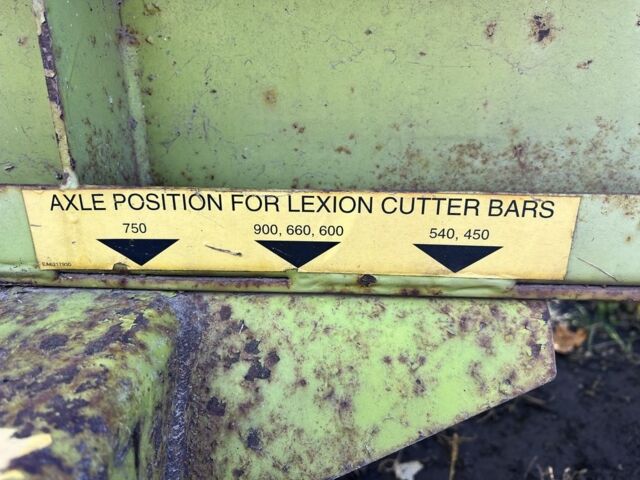 AXLE POSITION FOR LEXION CUTTER BARS
750 900, 660, 600 540, 450